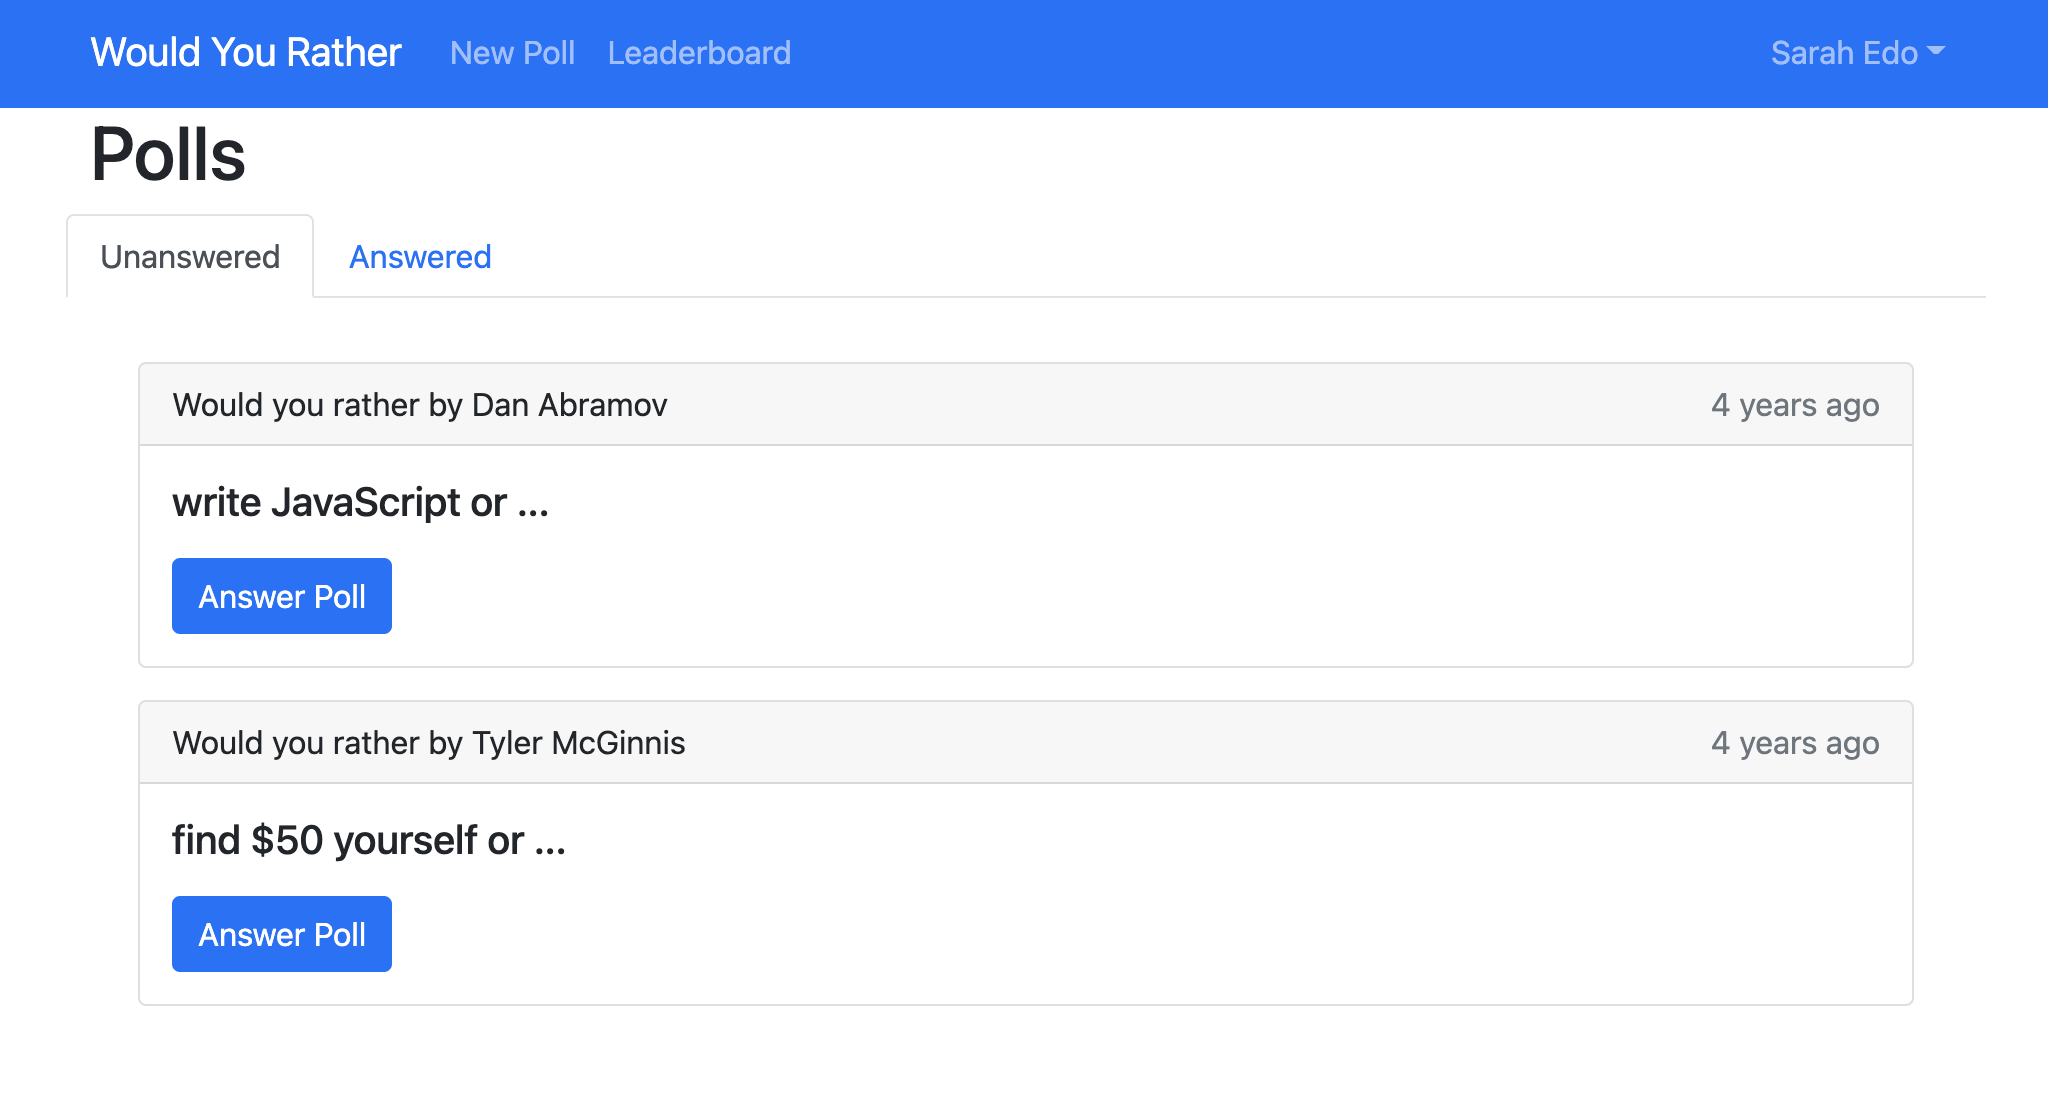 Would You Rather New Poll Leaderboard Sarah Edo
Polls
Unanswered Answered
Would you rather by Dan Abramov 4 years ago
write JavaScript or ...
Answer Poll
Would you rather by Tyler McGinnis 4 years ago
find $50 yourself or ...
Answer Poll